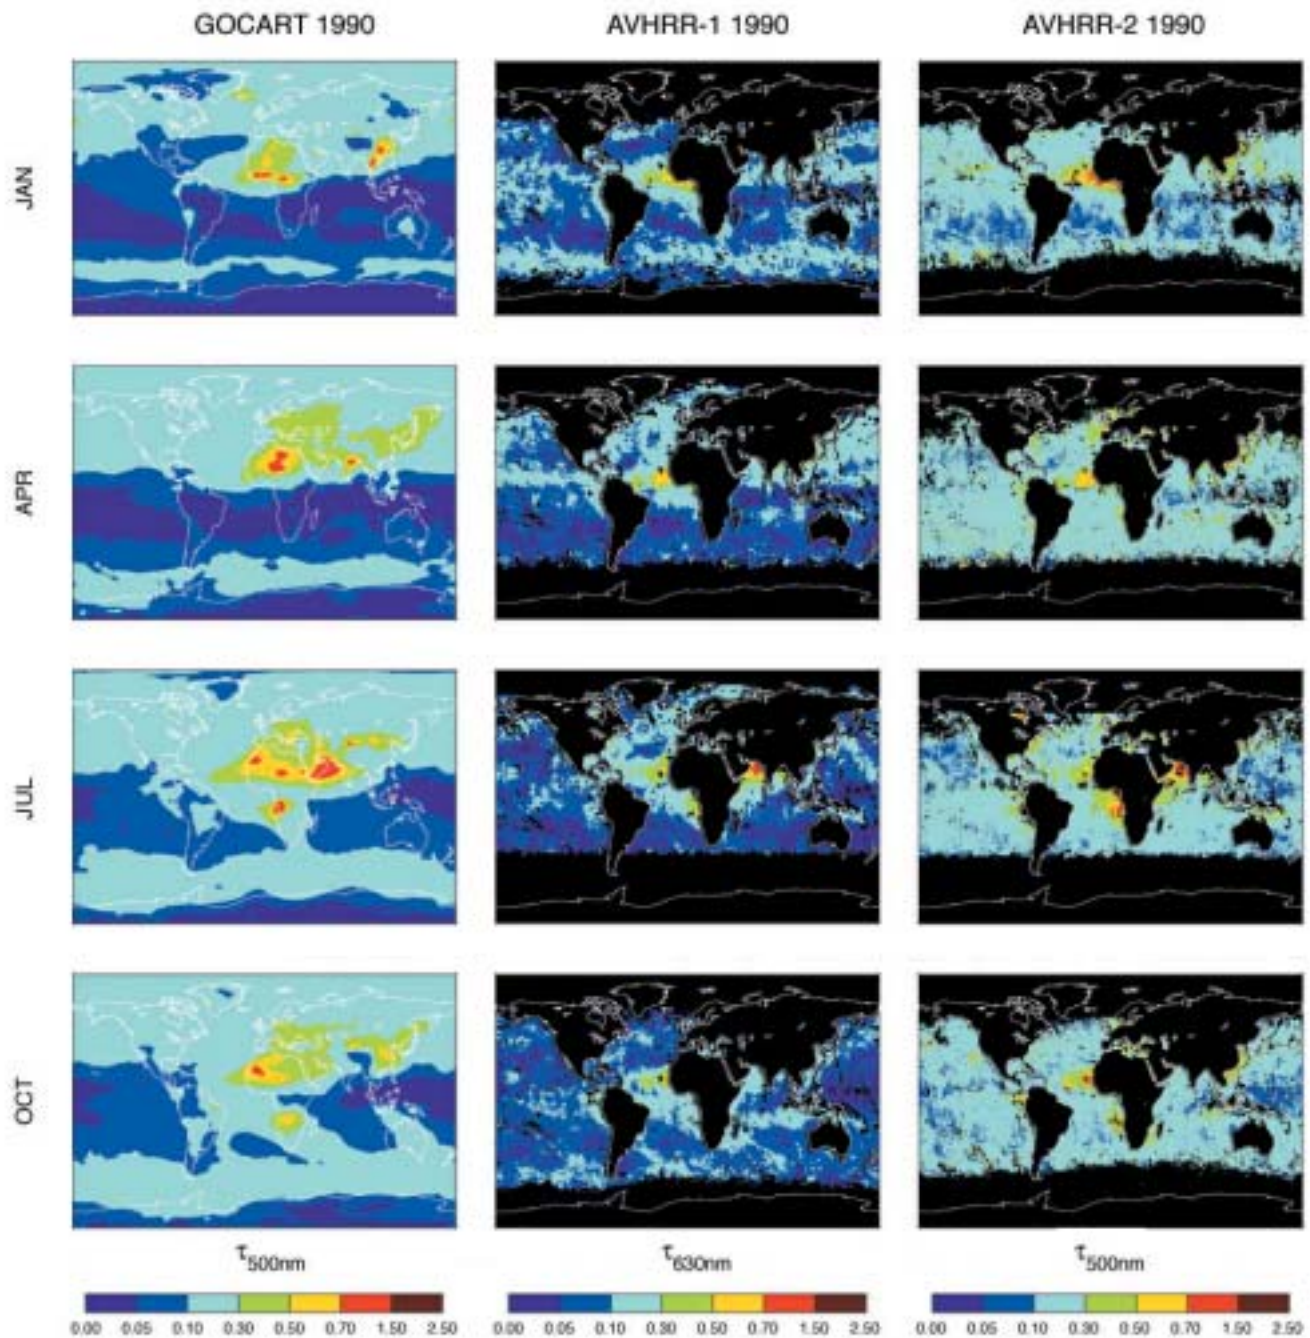 GOCART 1990 AVHRR-1 1990 AVHRR-2 1990
JAN
APR
JUL
OCT
τ500nm τ630nm τ500nm
0.00 0.05 0.10 0.30 0.50 0.70 1.50 2.50 0.00 0.05 0.10 0.30 0.50 0.70 1.50 2.50 0.00 0.05 0.10 0.30 0.50 0.70 1.50 2.50